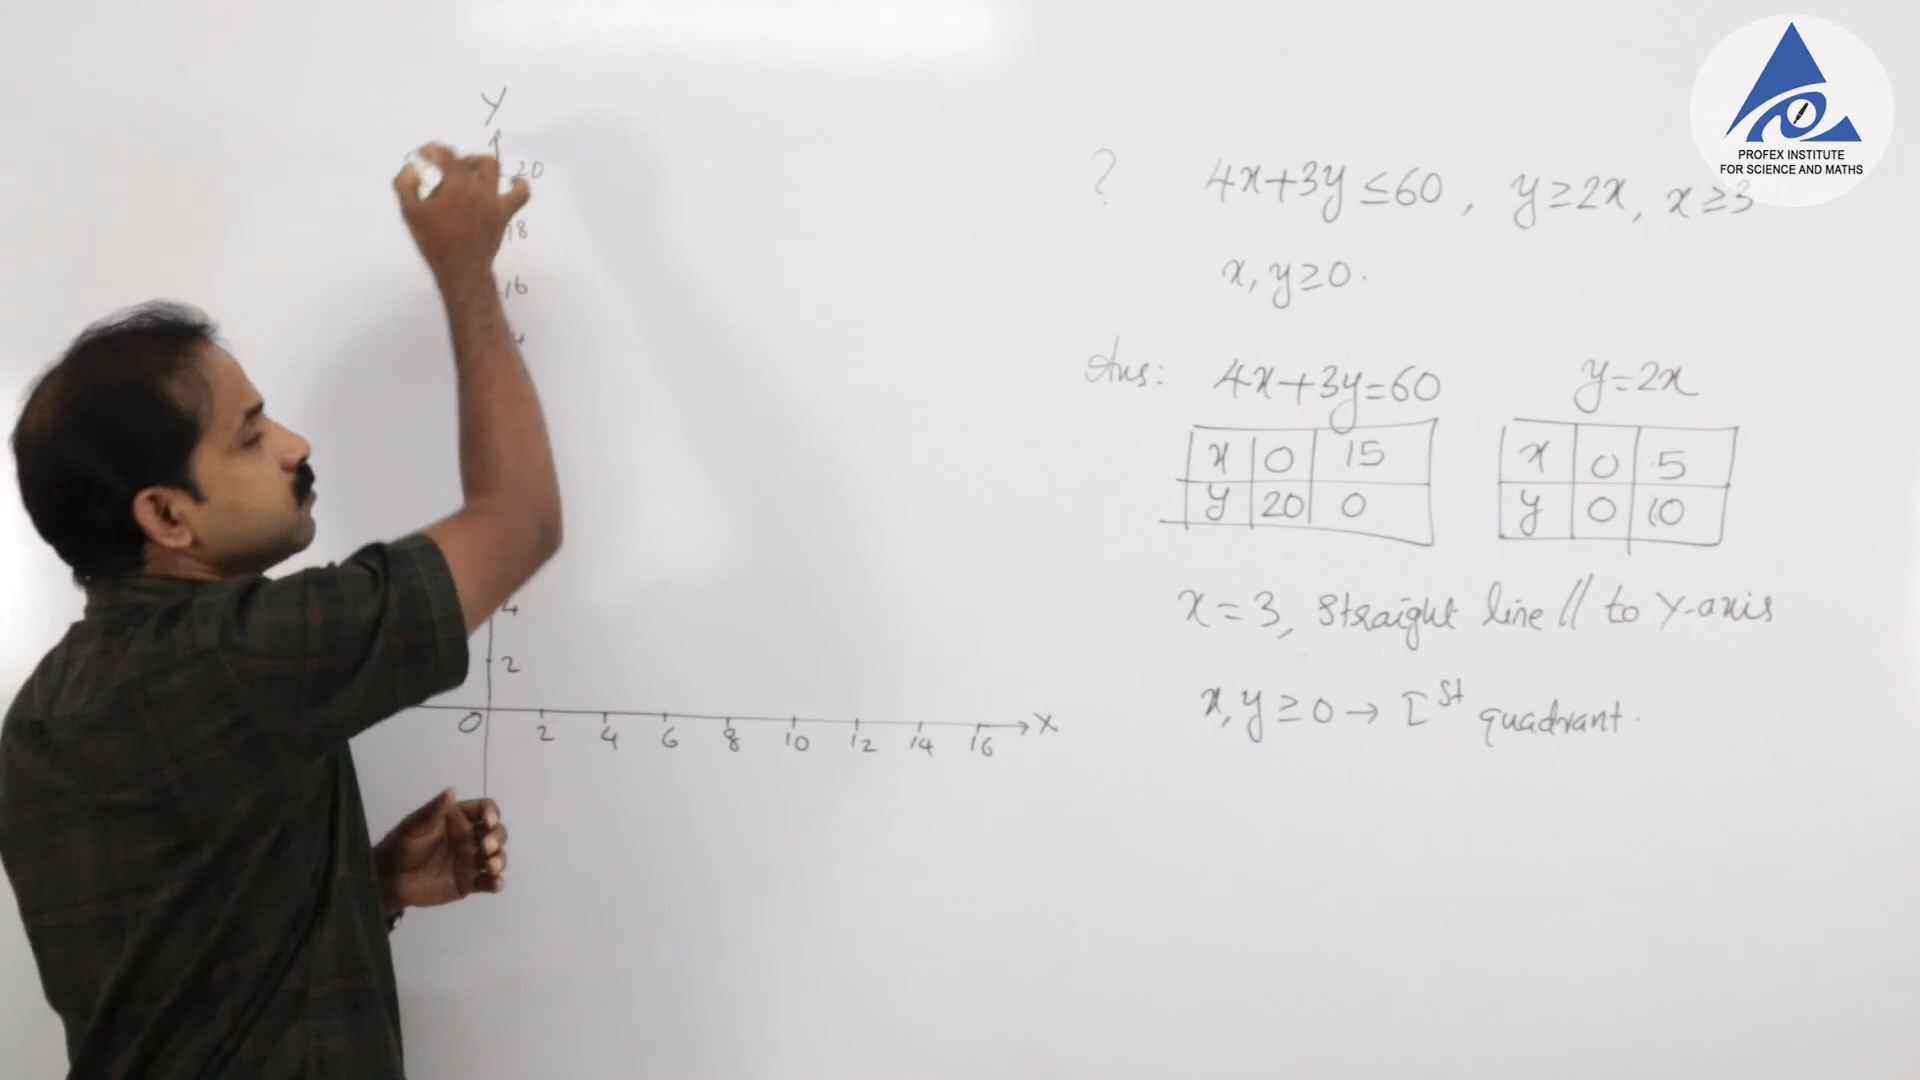 PROFEX INSTITUTE
FOR SCIENCE AND MATHS
? 4x+3y≤60, y≥2x, x≥3
x, y≥0.
Ans: 4x+3y=60 y=2x
x 0 15 x 0 5
y 20 0 y 0 10
x=3, Straight line // to Y-axis
x, y ≥ 0 → Ist quadrant.
Y
20
18
16
4
4
2
0 2 4 6 8 10 12 14 16 X